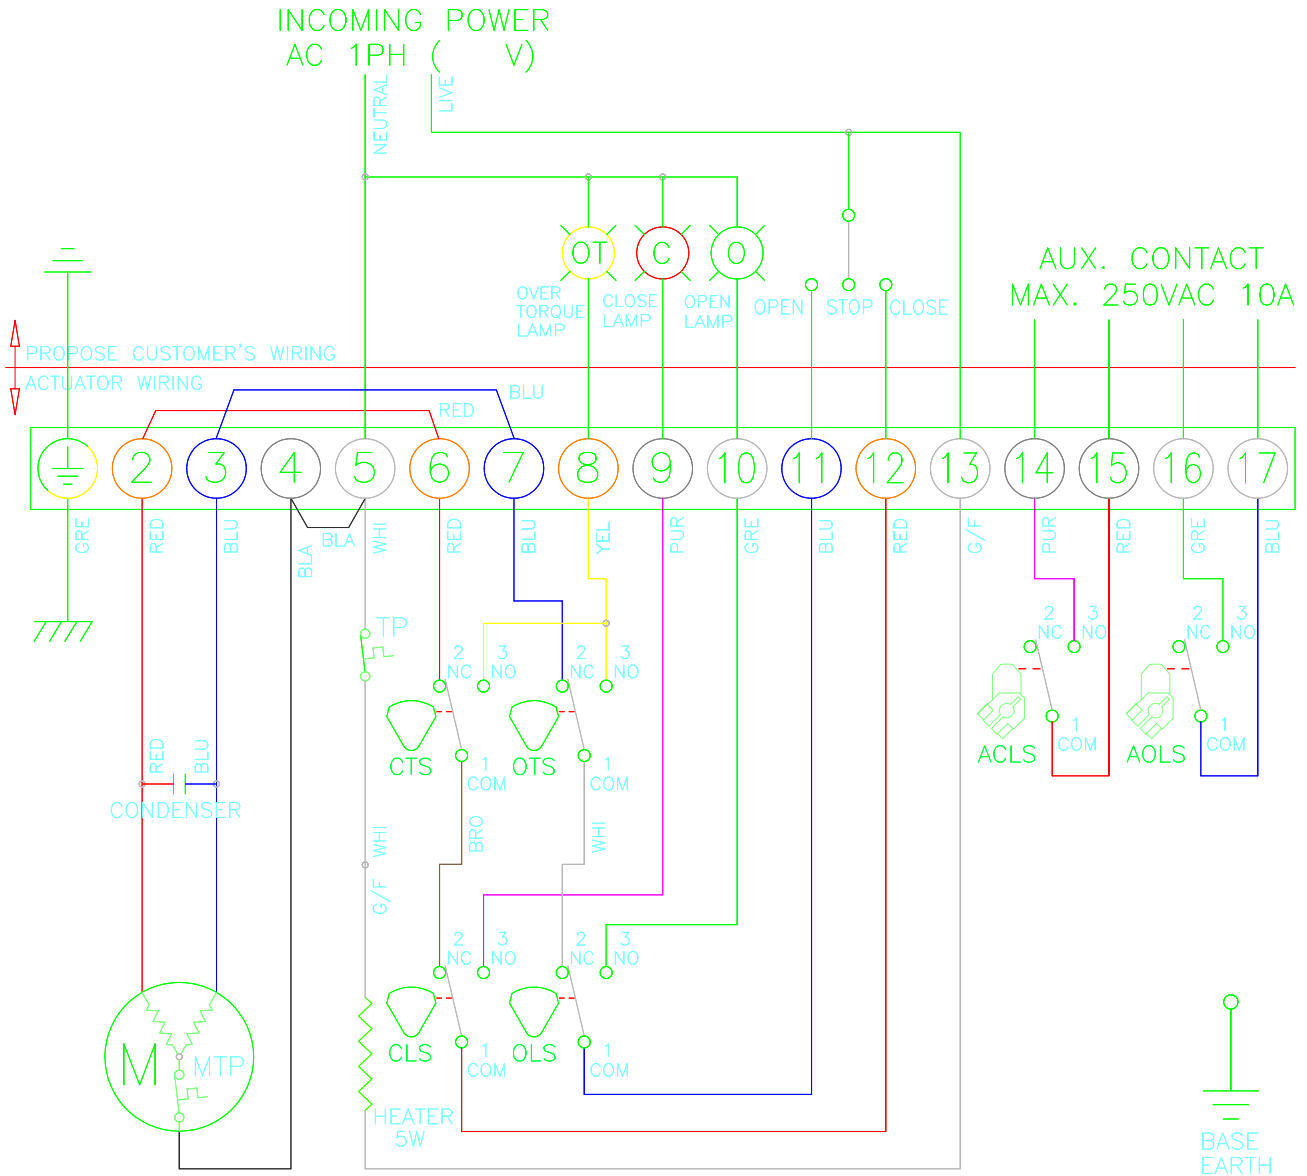 INCOMING POWER
AC 1PH ( V)
NEUTRAL
LIVE
OT
C
O
OVER
TORQUE
LAMP
CLOSE
LAMP
OPEN
LAMP
OPEN
STOP
CLOSE
AUX. CONTACT
MAX. 250VAC 10A
PROPOSE CUSTOMER'S WIRING
ACTUATOR WIRING
BLU
RED
2 3 4 5 6 7 8 9 10 11 12 13 14 15 16 17
GRE
RED
BLU
BLA
BLA
WHI
RED
BLU
YEL
PUR
GRE
BLU
RED
G/F
PUR
RED
GRE
BLU
TP
2
NC
3
NO
2
NC
3
NO
2
NC
3
NO
2
NC
3
NO
CTS
1
COM
OTS
1
COM
ACLS
1
COM
AOLS
1
COM
RED
BLU
CONDENSER
WHI
G/F
BRO
WHI
2
NC
3
NO
2
NC
3
NO
CLS
1
COM
OLS
1
COM
M
MTP
HEATER
5W
BASE
EARTH